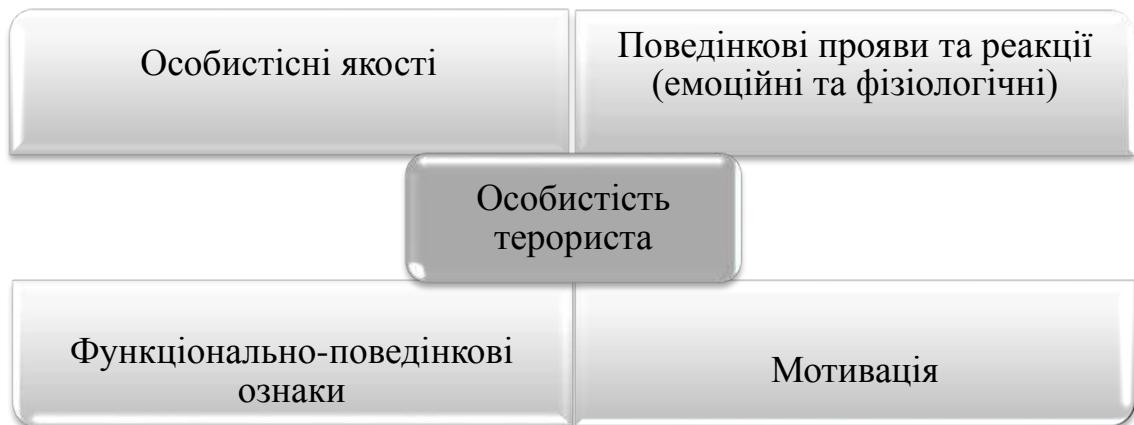 Особистісні якості
Поведінкові прояви та реакції
(емоційні та фізіологічні)
Особистість
терориста
Функціонально-поведінкові
ознаки
Мотивація